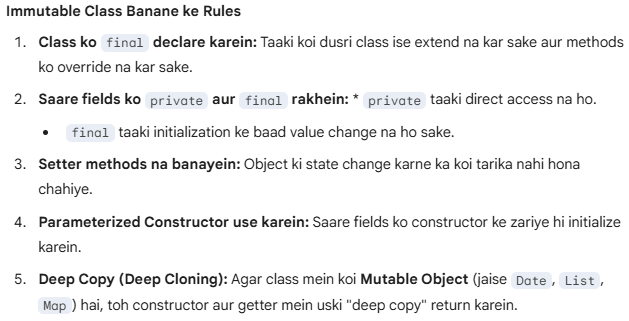 Immutable Class Banane ke Rules
1. Class ko final declare karein: Taaki koi dusri class ise extend na kar sake aur methods
ko override na kar sake.
2. Saare fields ko private aur final rakhein: * private taaki direct access na ho.
• final taaki initialization ke baad value change na ho sake.
3. Setter methods na banayein: Object ki state change karne ka koi tarika nahi hona
chahiye.
4. Parameterized Constructor use karein: Saare fields ko constructor ke zariye hi initialize
karein.
5. Deep Copy (Deep Cloning): Agar class mein koi Mutable Object (jaise Date, List,
Map) hai, toh constructor aur getter mein uski "deep copy" return karein.